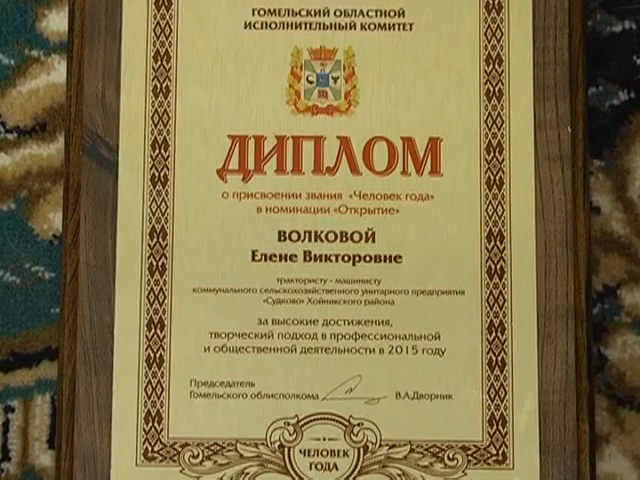 ГОМЕЛЬСКИЙ ОБЛАСТНОЙ
ИСПОЛНИТЕЛЬНЫЙ КОМИТЕТ
ДИПЛОМ
о присвоении звания «Человек года»
в номинации «Открытие»
ВОЛКОВОЙ
Елене Викторовне
трактористу - машинисту
коммунального сельскохозяйственного унитарного предприятия
«Судково» Хойникского района
за высокие достижения,
творческий подход в профессиональной
и общественной деятельности в 2015 году
Председатель
Гомельского облисполкома В.А.Дворник
ЧЕЛОВЕК
ГОДА